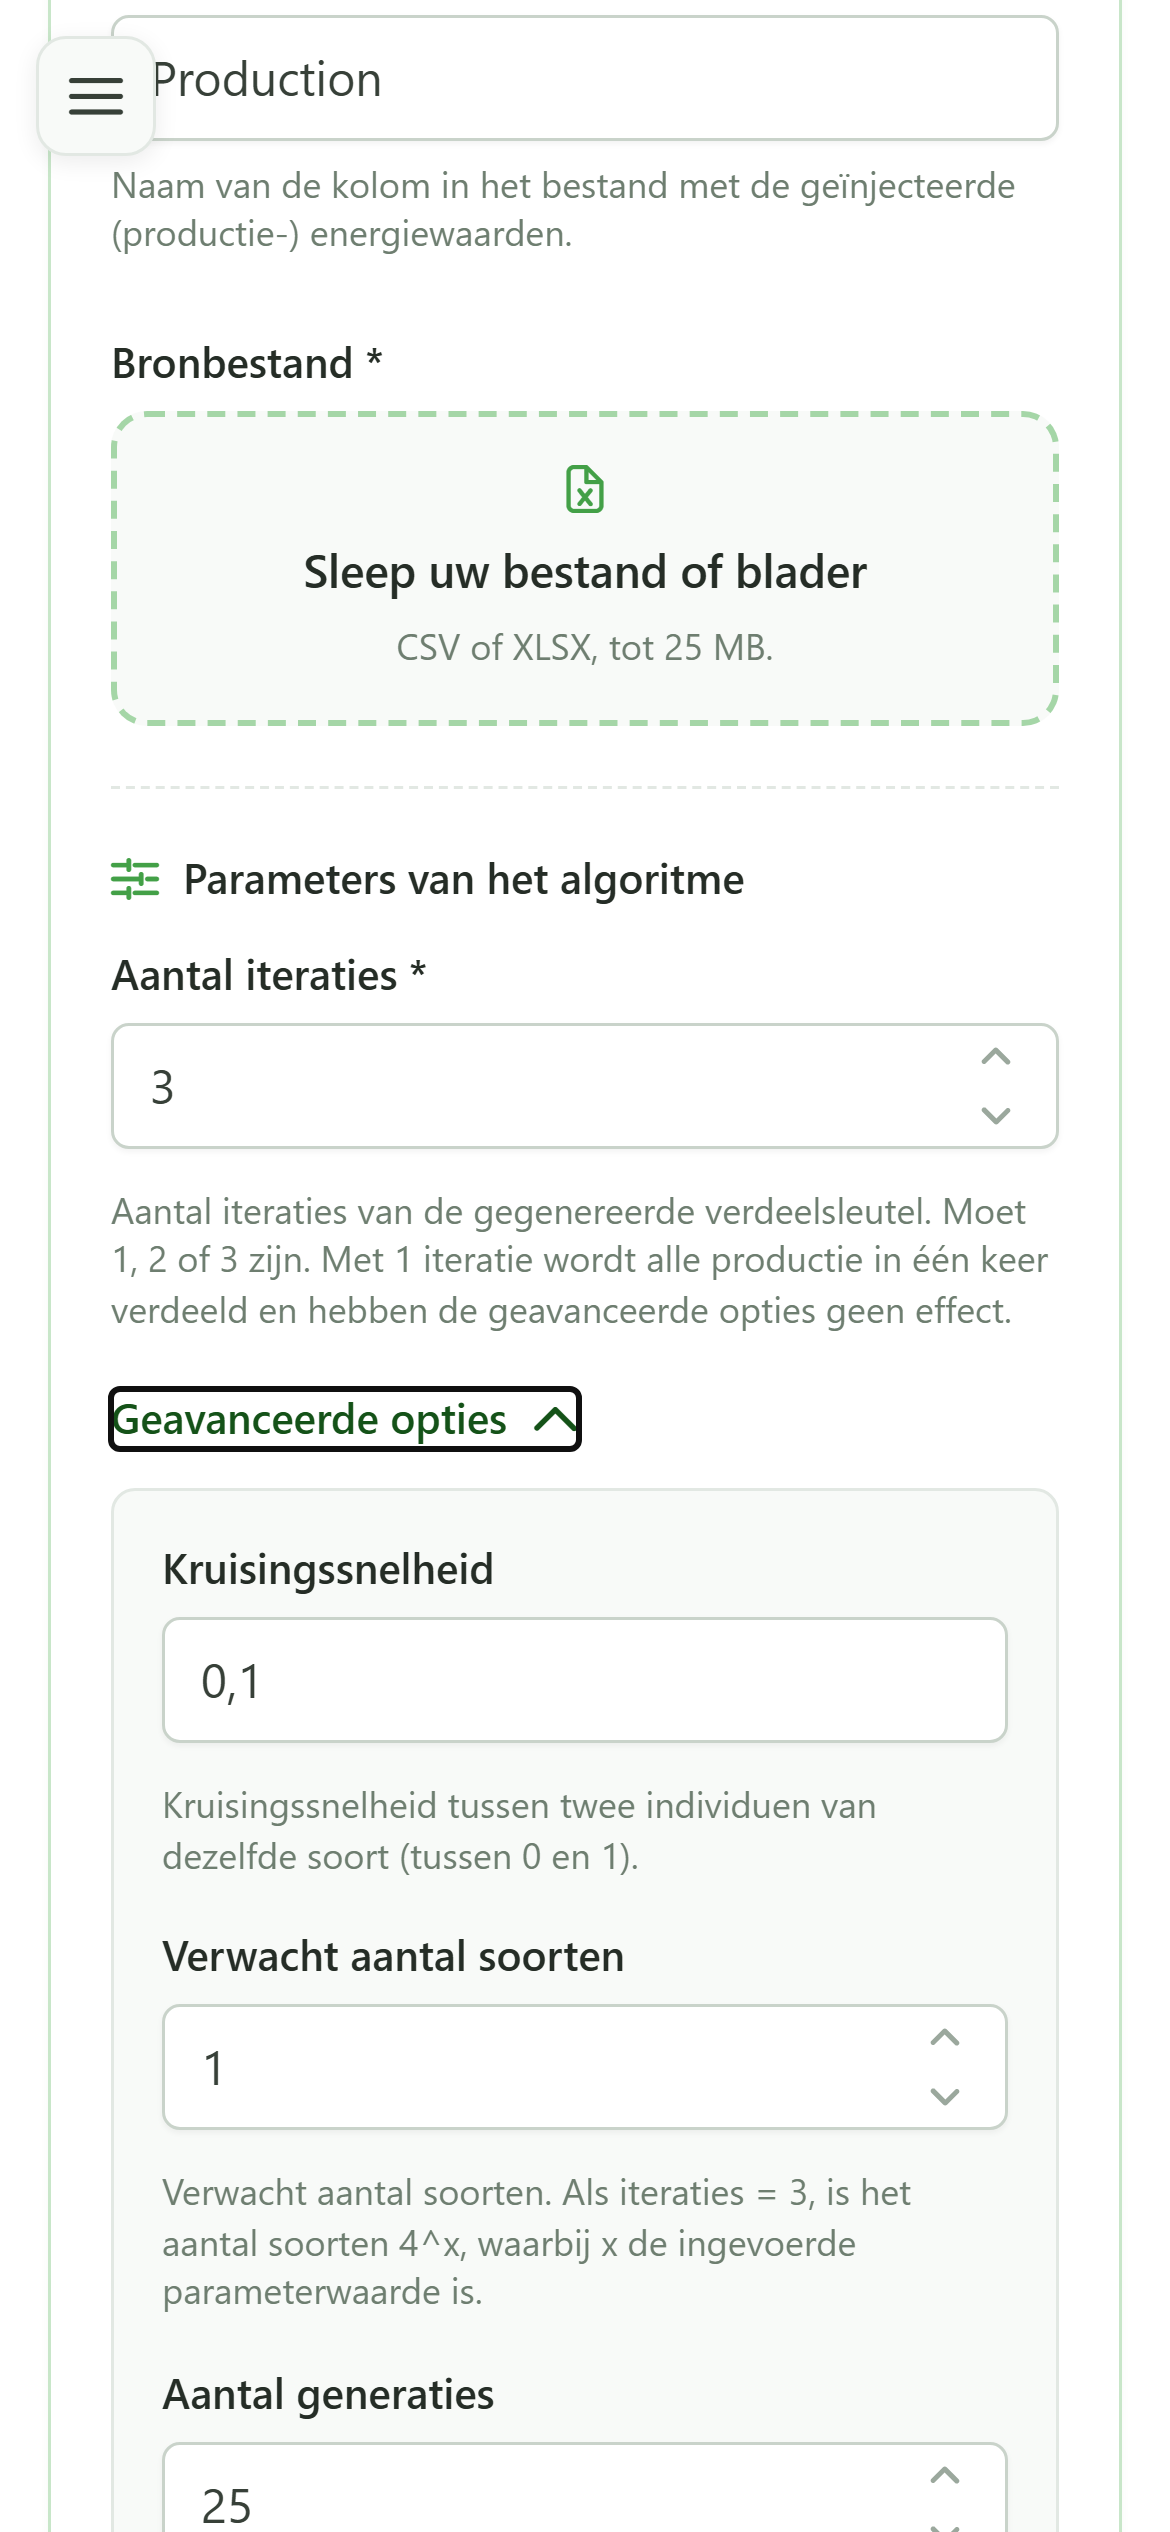 Production
Naam van de kolom in het bestand met de geïnjecteerde
(productie-) energiewaarden.
Bronbestand *
Sleep uw bestand of blader
CSV of XLSX, tot 25 MB.
Parameters van het algoritme
Aantal iteraties *
3
Aantal iteraties van de gegenereerde verdeelsleutel. Moet
1, 2 of 3 zijn. Met 1 iteratie wordt alle productie in één keer
verdeeld en hebben de geavanceerde opties geen effect.
Geavanceerde opties
Kruisingssnelheid
0,1
Kruisingssnelheid tussen twee individuen van
dezelfde soort (tussen 0 en 1).
Verwacht aantal soorten
1
Verwacht aantal soorten. Als iteraties = 3, is het
aantal soorten 4^x, waarbij x de ingevoerde
parameterwaarde is.
Aantal generaties
25